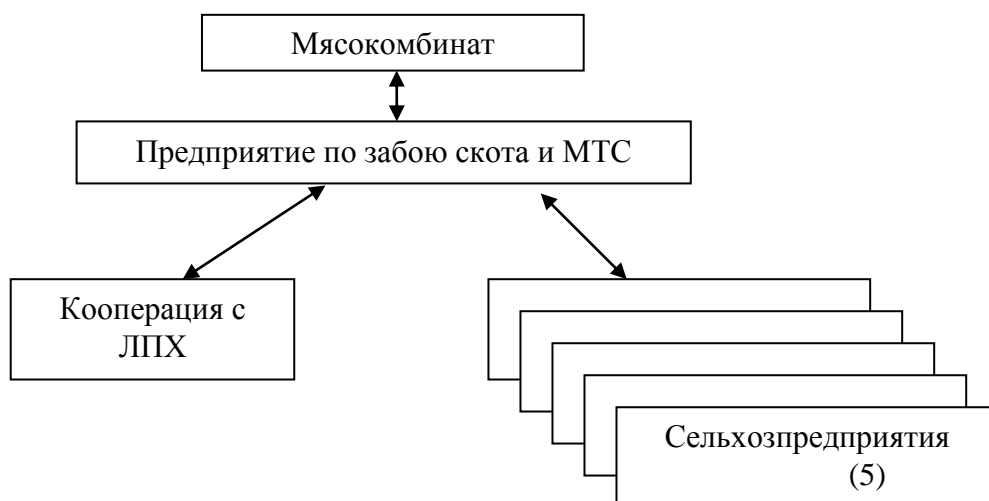 Мясокомбинат
Предприятие по забою скота и МТС
Кооперация с
ЛПХ
Сельхозпредприятия
(5)